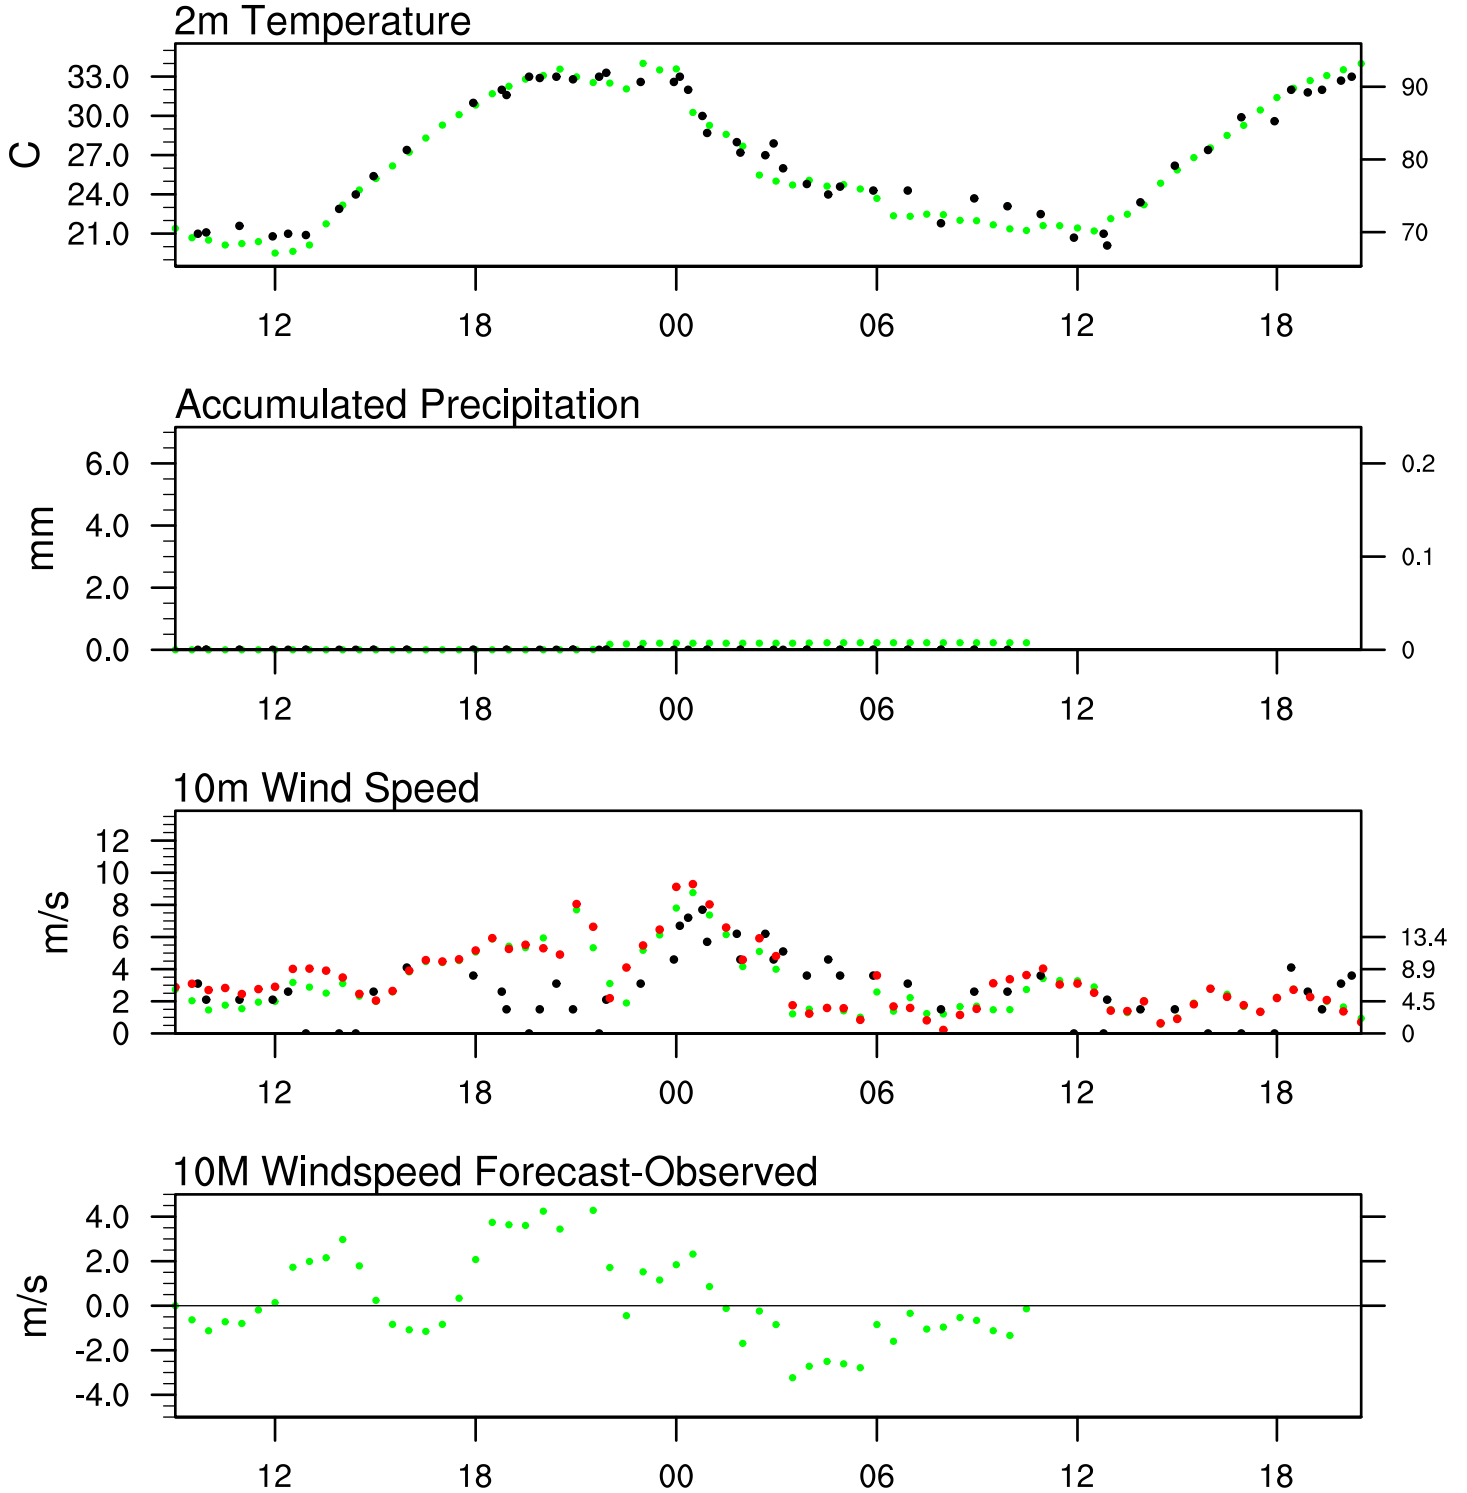 2m Temperature
C
33.0
30.0
27.0
24.0
21.0
90
80
70
12 18 00 06 12 18
Accumulated Precipitation
mm
6.0
4.0
2.0
0.0
0.2
0.1
0
12 18 00 06 12 18
10m Wind Speed
m/s
12
10
8
6
4
2
0
13.4
8.9
4.5
0
12 18 00 06 12 18
10M Windspeed Forecast-Observed
m/s
4.0
2.0
0.0
-2.0
-4.0
12 18 00 06 12 18